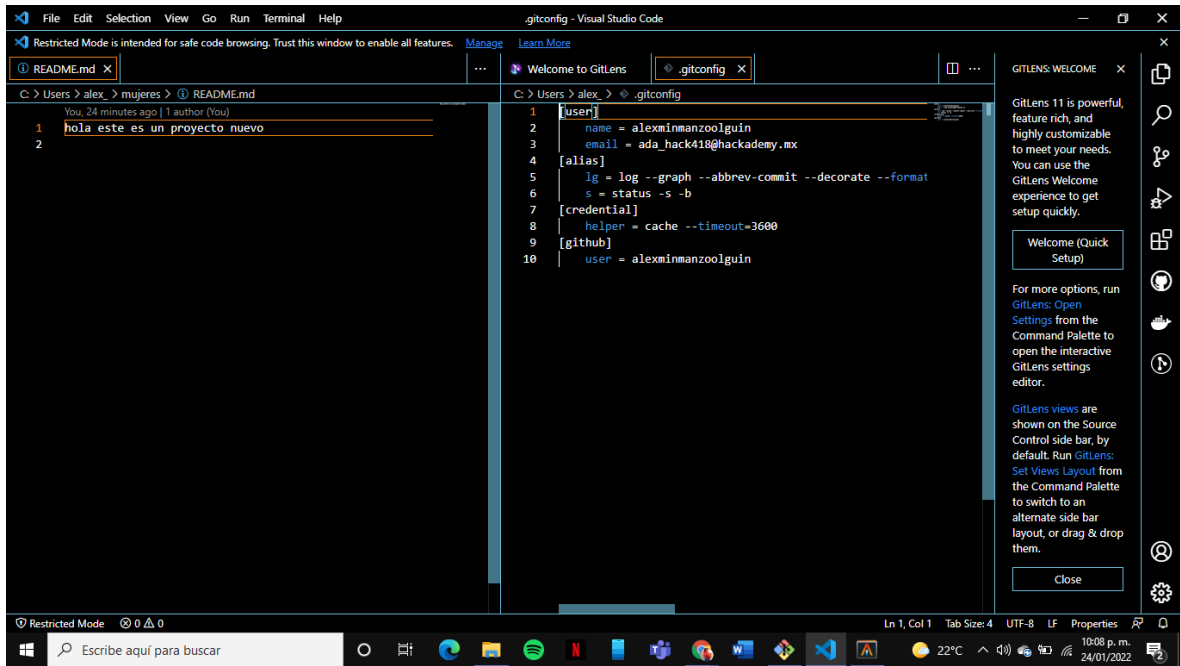 File Edit Selection View Go Run Terminal Help
.gitconfig - Visual Studio Code
Restricted Mode is intended for safe code browsing. Trust this window to enable all features. Manage Learn More
README.md
C: > Users > alex_ > mujeres > README.md
You, 24 minutes ago | 1 author (You)
1 hola este es un proyecto nuevo
2
Welcome to GitLens .gitconfig
C: > Users > alex_ > .gitconfig
1 [user]
2 name = alexminmanzoolguin
3 email = ada_hack418@hackademy.mx
4 [alias]
5 lg = log --graph --abbrev-commit --decorate --format
6 s = status -s -b
7 [credential]
8 helper = cache --timeout=3600
9 [github]
10 user = alexminmanzoolguin
GITLENS: WELCOME
GitLens 11 is powerful,
feature rich, and
highly customizable
to meet your needs.
You can use the
GitLens Welcome
experience to get
setup quickly.
Welcome (Quick
Setup)
For more options, run
GitLens: Open
Settings from the
Command Palette to
open the interactive
GitLens settings
editor.
GitLens views are
shown on the Source
Control side bar, by
default. Run GitLens:
Set Views Layout from
the Command Palette
to switch to an
alternate side bar
layout, or drag & drop
them.
Close
Restricted Mode 0 0
Ln 1, Col 1 Tab Size: 4 UTF-8 LF Properties
Escribe aquí para buscar
22°C
10:08 p. m.
24/01/2022
2